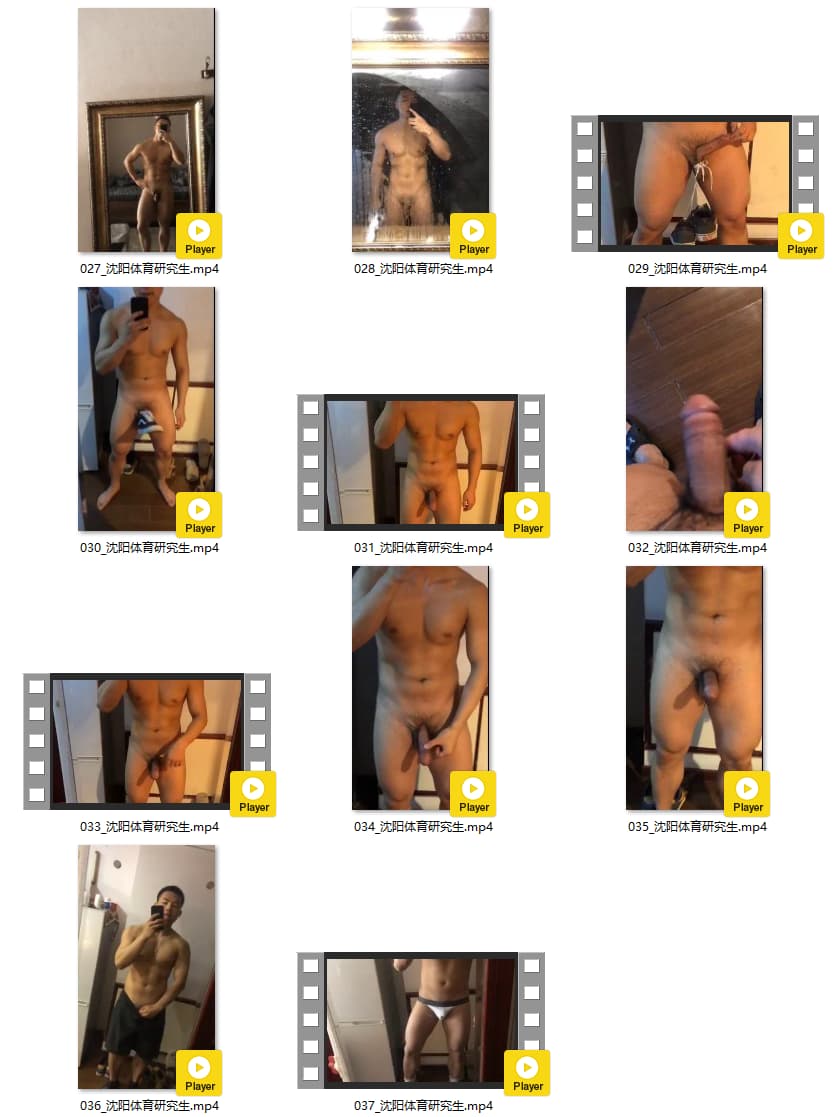 Player
Player
Player
027_沈阳体育研究生.mp4
028_沈阳体育研究生.mp4
029_沈阳体育研究生.mp4
Player
Player
Player
030_沈阳体育研究生.mp4
031_沈阳体育研究生.mp4
032_沈阳体育研究生.mp4
Player
Player
Player
033_沈阳体育研究生.mp4
034_沈阳体育研究生.mp4
035_沈阳体育研究生.mp4
Player
Player
036_沈阳体育研究生.mp4
037_沈阳体育研究生.mp4